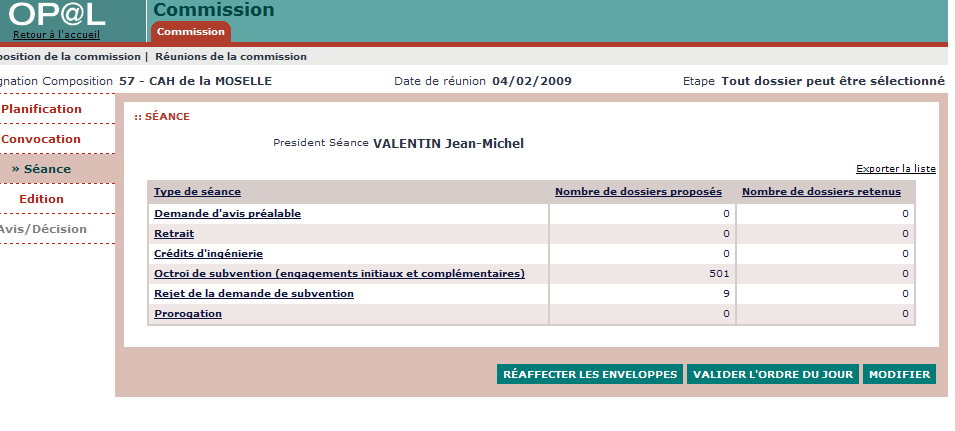 OP@L
Commission
Retour à l'accueil
Commission
position de la commission | Réunions de la commission
gnation Composition 57 - CAH de la MOSELLE Date de réunion 04/02/2009 Etape Tout dossier peut être sélectionné
Planification
Convocation
» Séance
Edition
Avis/Décision
:: SÉANCE
President Séance VALENTIN Jean-Michel
Exporter la liste
Type de séance Nombre de dossiers proposés Nombre de dossiers retenus
Demande d'avis préalable 0 0
Retrait 0 0
Crédits d'ingénierie 0 0
Octroi de subvention (engagements initiaux et complémentaires) 501 0
Rejet de la demande de subvention 9 0
Prorogation 0 0
RÉAFFECTER LES ENVELOPPES VALIDER L'ORDRE DU JOUR MODIFIER